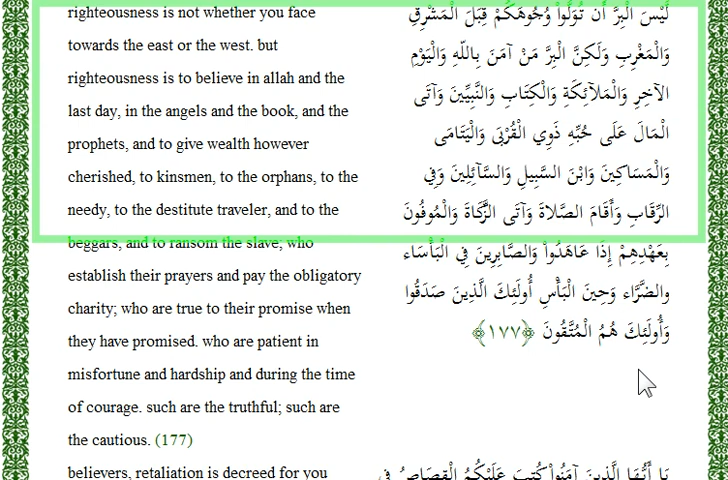 righteousness is not whether you face
towards the east or the west. but
righteousness is to believe in allah and the
last day, in the angels and the book, and the
prophets, and to give wealth however
cherished, to kinsmen, to the orphans, to the
needy, to the destitute traveler, and to the
beggars, and to ransom the slave; who
establish their prayers and pay the obligatory
charity; who are true to their promise when
they have promised. who are patient in
misfortune and hardship and during the time
of courage. such are the truthful; such are
the cautious. (177)
believers, retaliation is decreed for you
لَّيْسَ الْبِرَّ أَن تُوَلُّواْ وُجُوهَكُمْ قِبَلَ الْمَشْرِقِ
وَالْمَغْرِبِ وَلَكِنَّ الْبِرَّ مَنْ آمَنَ بِاللّهِ وَالْيَوْمِ
الآخِرِ وَالْمَلآئِكَةِ وَالْكِتَابِ وَالنَّبِيِّينَ وَآتَى
الْمَالَ عَلَى حُبِّهِ ذَوِي الْقُرْبَى وَالْيَتَامَى
وَالْمَسَاكِينَ وَابْنَ السَّبِيلِ وَالسَّآئِلِينَ وَفِي
الرِّقَابِ وَأَقَامَ الصَّلاةَ وَآتَى الزَّكَاةَ وَالْمُوفُونَ
بِعَهْدِهِمْ إِذَا عَاهَدُواْ وَالصَّابِرِينَ فِي الْبَأْسَاء
والضَّرَّاء وَحِينَ الْبَأْسِ أُولَئِكَ الَّذِينَ صَدَقُوا
وَأُولَئِكَ هُمُ الْمُتَّقُونَ ﴿١٧٧﴾
يَا أَيُّهَا الَّذِينَ آمَنُواْ كُتِبَ عَلَيْكُمُ الْقِصَاصُ فِي